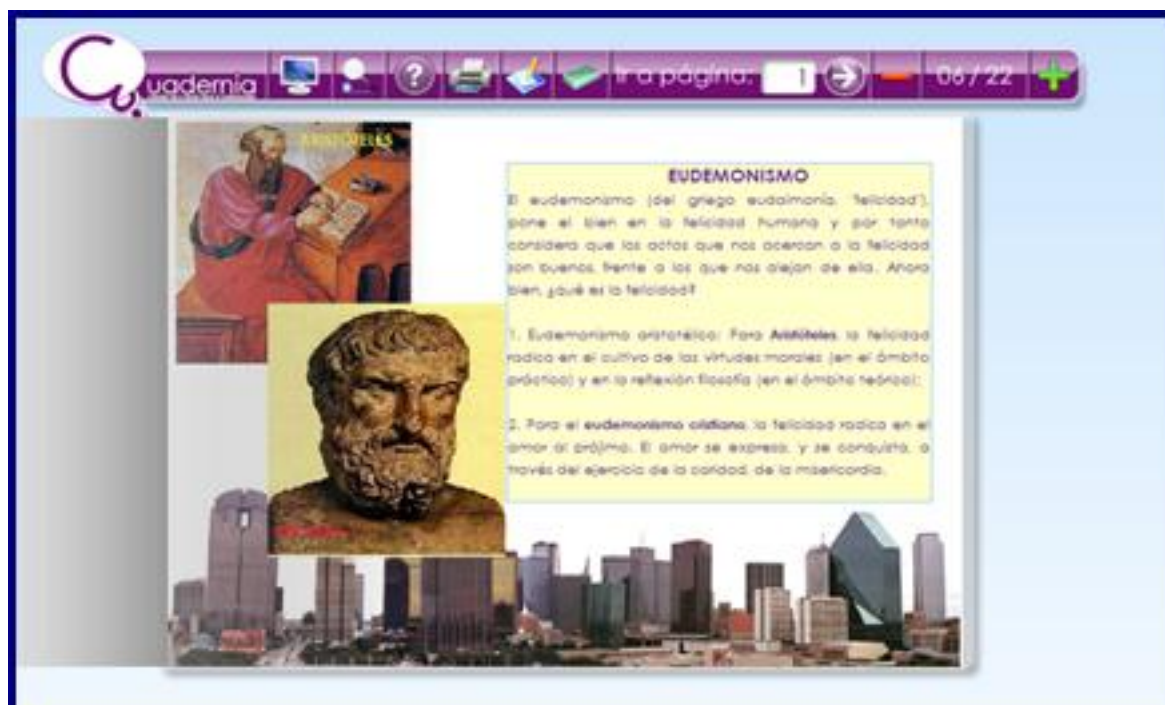 uadernia
Ir a página: 1
06 / 22
ARISTÓTELES
EUDEMONISMO
El eudemonismo (del griego eudaimonía, 'felicidad'),
pone el bien en la felicidad humana y por tanto
considera que los actos que nos acercan a la felicidad
son buenos, frente a los que nos alejan de ella. Ahora
bien, ¿qué es la felicidad?
1. Eudemonismo aristotélico: Para Aristóteles, la felicidad
radica en el cultivo de las virtudes morales (en el ámbito
práctico) y en la reflexión filosofía (en el ámbito teórico);
2. Para el eudemonismo cristiano, la felicidad radica en el
amor al prójimo. El amor se expresa, y se conquista, a
través del ejercicio de la caridad, de la misericordia.